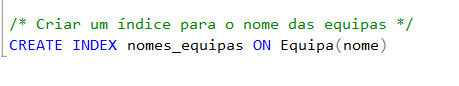 /* Criar um índice para o nome das equipas */
CREATE INDEX nomes_equipas ON Equipa(nome)